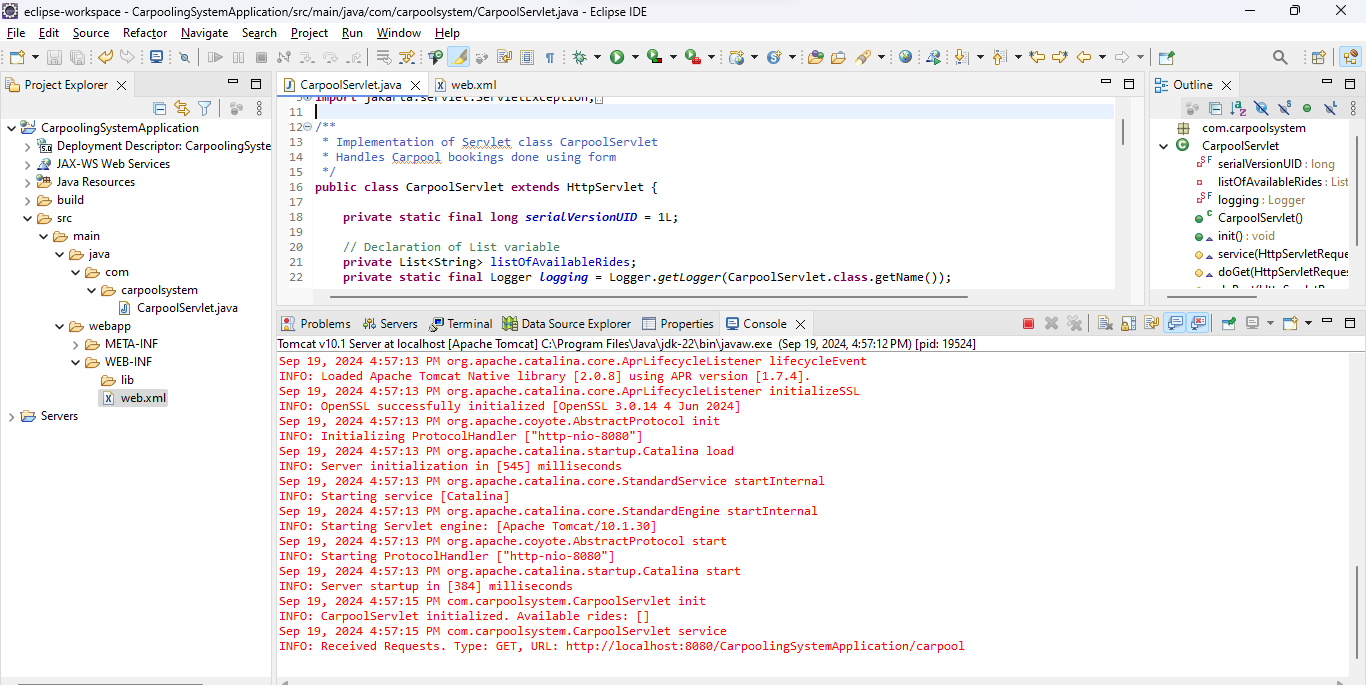 eclipse-workspace - CarpoolingSystemApplication/src/main/java/com/carpoolsystem/CarpoolServlet.java - Eclipse IDE
File Edit Source Refactor Navigate Search Project Run Window Help
Project Explorer
CarpoolingSystemApplication
Deployment Descriptor: CarpoolingSyste
JAX-WS Web Services
Java Resources
build
src
main
java
com
carpoolsystem
CarpoolServlet.java
webapp
META-INF
WEB-INF
lib
web.xml
Servers
CarpoolServlet.java
web.xml
import jakarta.servlet.ServletException;
11
12 /**
13 * Implementation of Servlet class CarpoolServlet
14 * Handles Carpool bookings done using form
15 */
16 public class CarpoolServlet extends HttpServlet {
17
18 private static final long serialVersionUID = 1L;
19
20 // Declaration of List variable
21 private List<String> listOfAvailableRides;
22 private static final Logger logging = Logger.getLogger(CarpoolServlet.class.getName());
Outline
com.carpoolsystem
CarpoolServlet
serialVersionUID : long
listOfAvailableRides : List
logging : Logger
CarpoolServlet()
init() : void
service(HttpServletReque
doGet(HttpServletReques
Problems Servers Terminal Data Source Explorer Properties Console
Tomcat v10.1 Server at localhost [Apache Tomcat] C:\Program Files\Java\jdk-22\bin\javaw.exe (Sep 19, 2024, 4:57:12 PM) [pid: 19524]
Sep 19, 2024 4:57:13 PM org.apache.catalina.core.AprLifecycleListener lifecycleEvent
INFO: Loaded Apache Tomcat Native library [2.0.8] using APR version [1.7.4].
Sep 19, 2024 4:57:13 PM org.apache.catalina.core.AprLifecycleListener initializeSSL
INFO: OpenSSL successfully initialized [OpenSSL 3.0.14 4 Jun 2024]
Sep 19, 2024 4:57:13 PM org.apache.coyote.AbstractProtocol init
INFO: Initializing ProtocolHandler ["http-nio-8080"]
Sep 19, 2024 4:57:13 PM org.apache.catalina.startup.Catalina load
INFO: Server initialization in [545] milliseconds
Sep 19, 2024 4:57:13 PM org.apache.catalina.core.StandardService startInternal
INFO: Starting service [Catalina]
Sep 19, 2024 4:57:13 PM org.apache.catalina.core.StandardEngine startInternal
INFO: Starting Servlet engine: [Apache Tomcat/10.1.30]
Sep 19, 2024 4:57:13 PM org.apache.coyote.AbstractProtocol start
INFO: Starting ProtocolHandler ["http-nio-8080"]
Sep 19, 2024 4:57:13 PM org.apache.catalina.startup.Catalina start
INFO: Server startup in [384] milliseconds
Sep 19, 2024 4:57:15 PM com.carpoolsystem.CarpoolServlet init
INFO: CarpoolServlet initialized. Available rides: []
Sep 19, 2024 4:57:15 PM com.carpoolsystem.CarpoolServlet service
INFO: Received Requests. Type: GET, URL: http://localhost:8080/CarpoolingSystemApplication/carpool